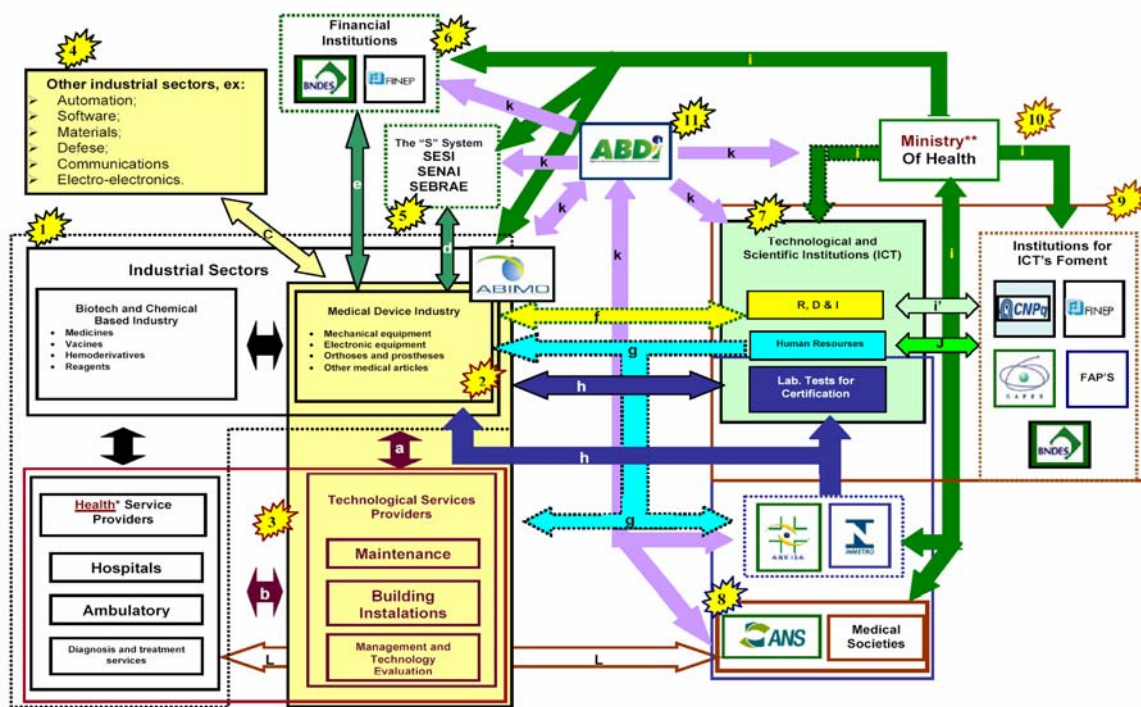 4
Other industrial sectors, ex:
Automation;
Software;
Materials;
Defese;
Communications
Electro-electronics.
Financial
Institutions
6
BNDES
FINEP
The "S" System
SESI
SENAI
SEBRAE
5
ABDi
11
10
Ministry**
Of Health
i
i
i
i
k
k
k
k
k
k
k
e
d
C
1
Industrial Sectors
Biotech and Chemical
Based Industry
Medicines
Vacines
Hemoderivatives
Reagents
ABIMO
Medical Device Industry
Mechanical equipment
Electronic equipment
Orthoses and prostheses
Other medical articles
2
7
Technological and
Scientific Institutions (ICT)
R, D & I
Human Resourses
Lab. Tests for
Certification
9
Institutions for
ICT's Foment
CNPq
FINEP
CAPES
FAP'S
BNDES
f
g
h
i'
J
h
g
a
b
L
L
Health* Service
Providers
Hospitals
Ambulatory
Diagnosis and treatment
services
3
Technological Services
Providers
Maintenance
Building
Instalations
Management and
Technology
Evaluation
ANVISA
INMETRO
8
ANS
Medical
Societies